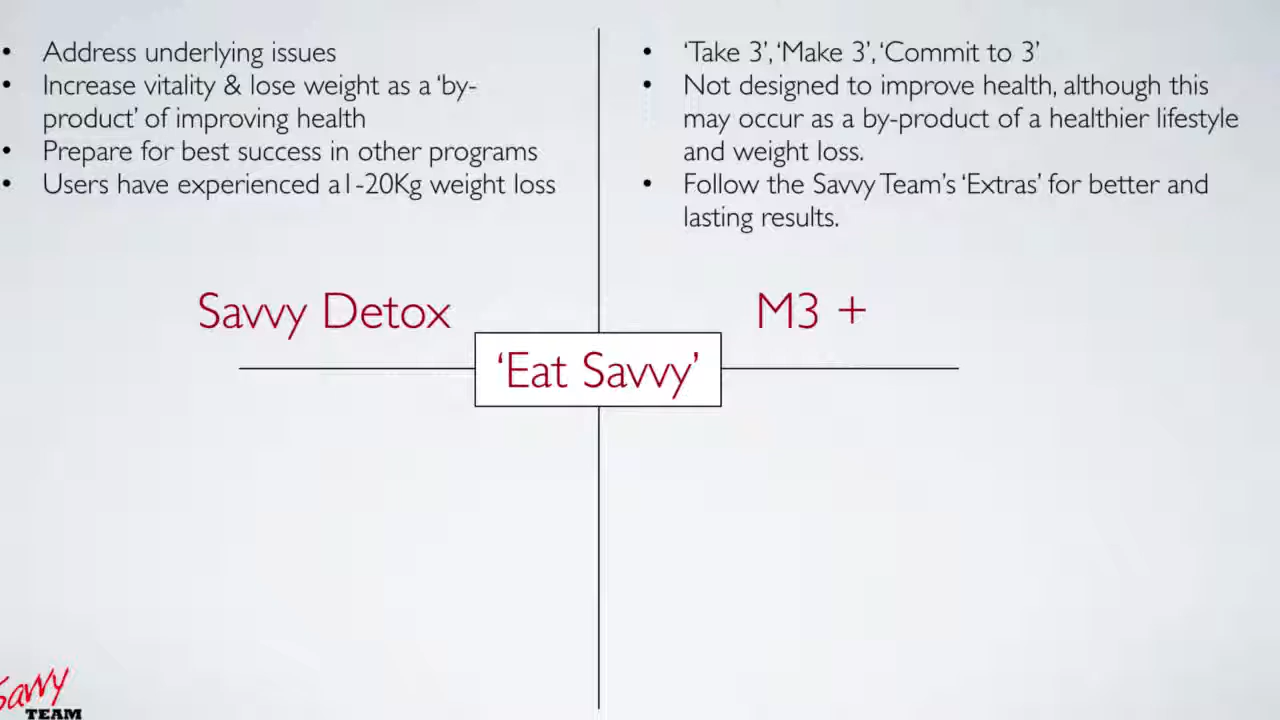 • Address underlying issues
• Increase vitality & lose weight as a ‘by-
product’ of improving health
• Prepare for best success in other programs
• Users have experienced a1-20Kg weight loss
• ‘Take 3’, ‘Make 3’, ‘Commit to 3’
• Not designed to improve health, although this
may occur as a by-product of a healthier lifestyle
and weight loss.
• Follow the Savvy Team’s ‘Extras’ for better and
lasting results.
Savvy Detox
M3 +
‘Eat Savvy’
Savvy
TEAM